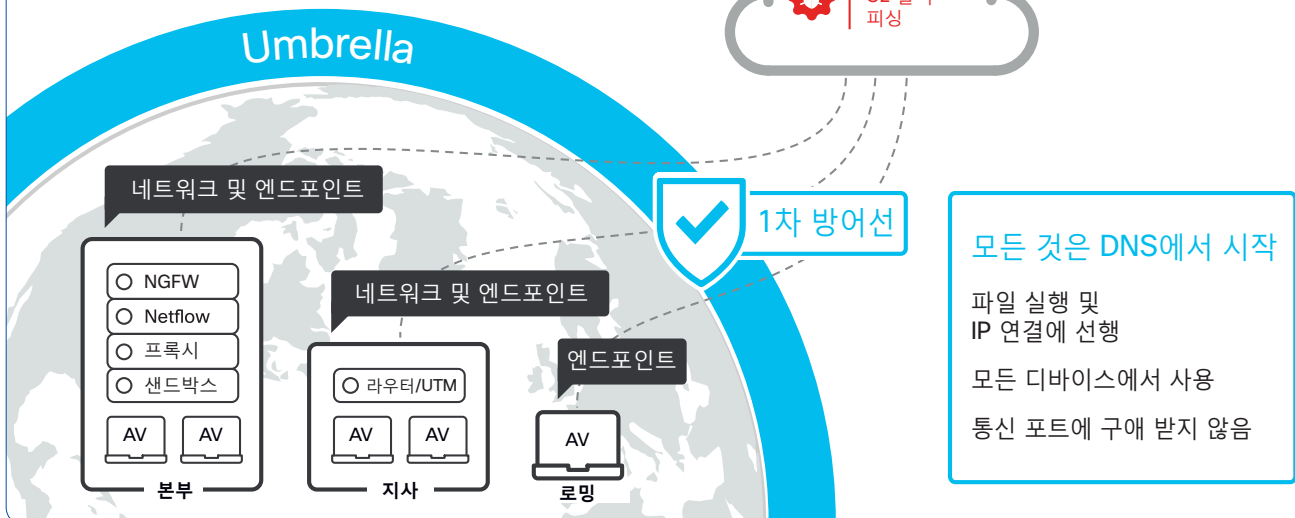 피싱
Umbrella
네트워크 및 엔드포인트
NGFW
Netflow
프록시
샌드박스
AV
AV
본부
네트워크 및 엔드포인트
라우터/UTM
AV
AV
지사
엔드포인트
AV
로밍
1차 방어선
모든 것은 DNS에서 시작
파일 실행 및
IP 연결에 선행
모든 디바이스에서 사용
통신 포트에 구애 받지 않음